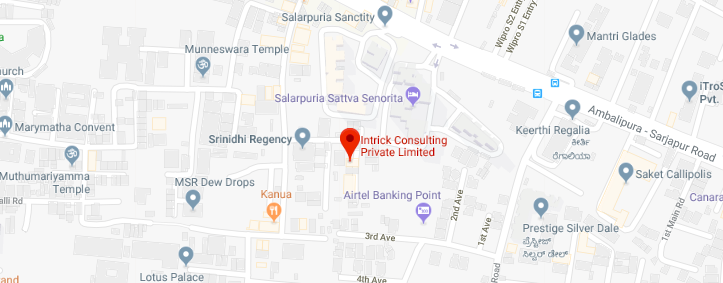 Salarpuria Sanctity
Wipro S2 Entry
Wipro S1 Entry
Mantri Glades
Munneswara Temple
Church
iTroS
Pvt.
Salarpuria Sattva Senorita
Ambalipura - Sarjapur Road
Marymatha Convent
Srinidhi Regency
Intrick Consulting
Private Limited
Keerthi Regalia
ಕೀರ್ತಿ
ರಿಗಾಲಿಯಾ
Muthumariyamma
Temple
MSR Dew Drops
Saket Callipolis
Kanua
Airtel Banking Point
2nd Ave
1st Ave
Canara
1st Main Rd
alli Rd
Prestige Silver Dale
ಪ್ರೆಸ್ಟೀಜ್
ಸಿಲ್ವರ್ ಡೇಲ್
3rd Ave
Road
Lotus Palace
4th Ave
and